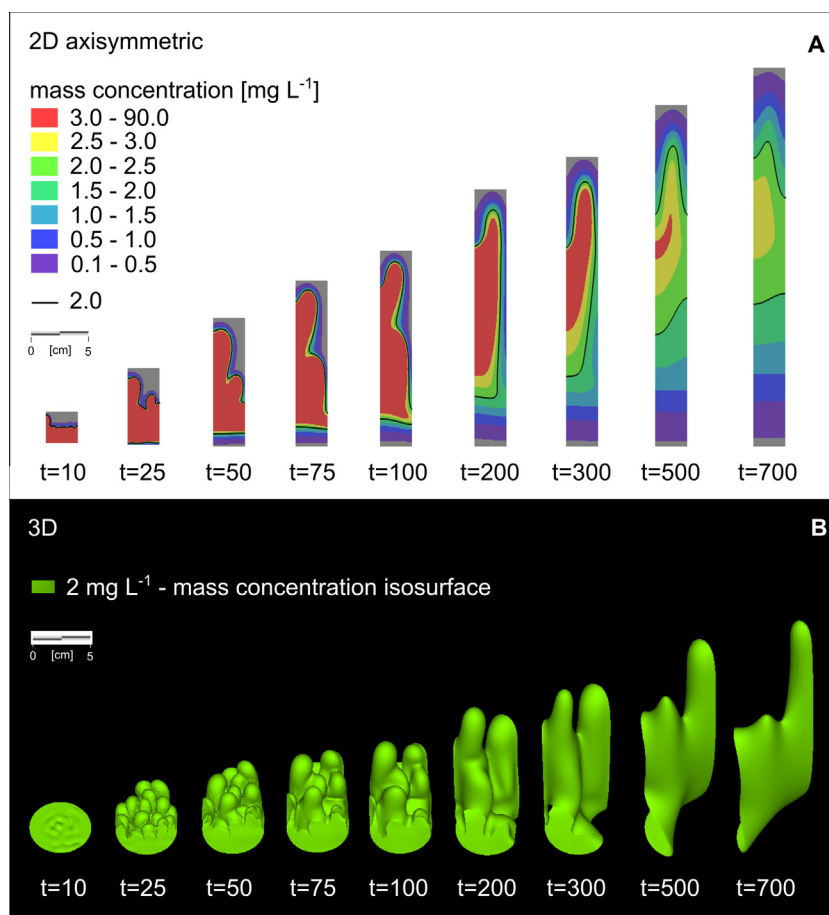 2D axisymmetric
A
mass concentration [mg L-1]
3.0 - 90.0
2.5 - 3.0
2.0 - 2.5
1.5 - 2.0
1.0 - 1.5
0.5 - 1.0
0.1 - 0.5
2.0
0 [cm] 5
t=10 t=25 t=50 t=75 t=100 t=200 t=300 t=500 t=700
3D
B
2 mg L-1 - mass concentration isosurface
0 [cm] 5
t=10 t=25 t=50 t=75 t=100 t=200 t=300 t=500 t=700